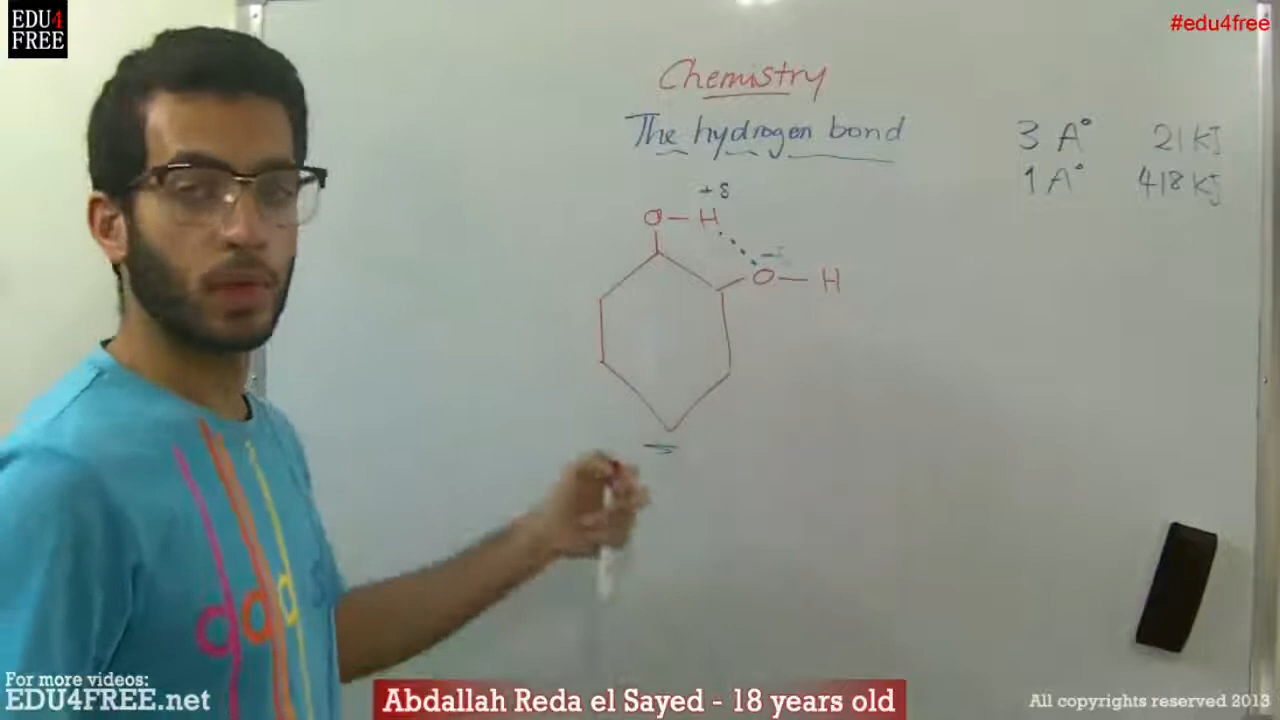 EDU4
FREE
#edu4free
Chemistry
The hydrogen bond
3 A° 21 KJ
1 A° 418 KJ
+δ
O — H
−δ
O — H
For more videos:
EDU4FREE.net
Abdallah Reda el Sayed - 18 years old
All copyrights reserved 2013